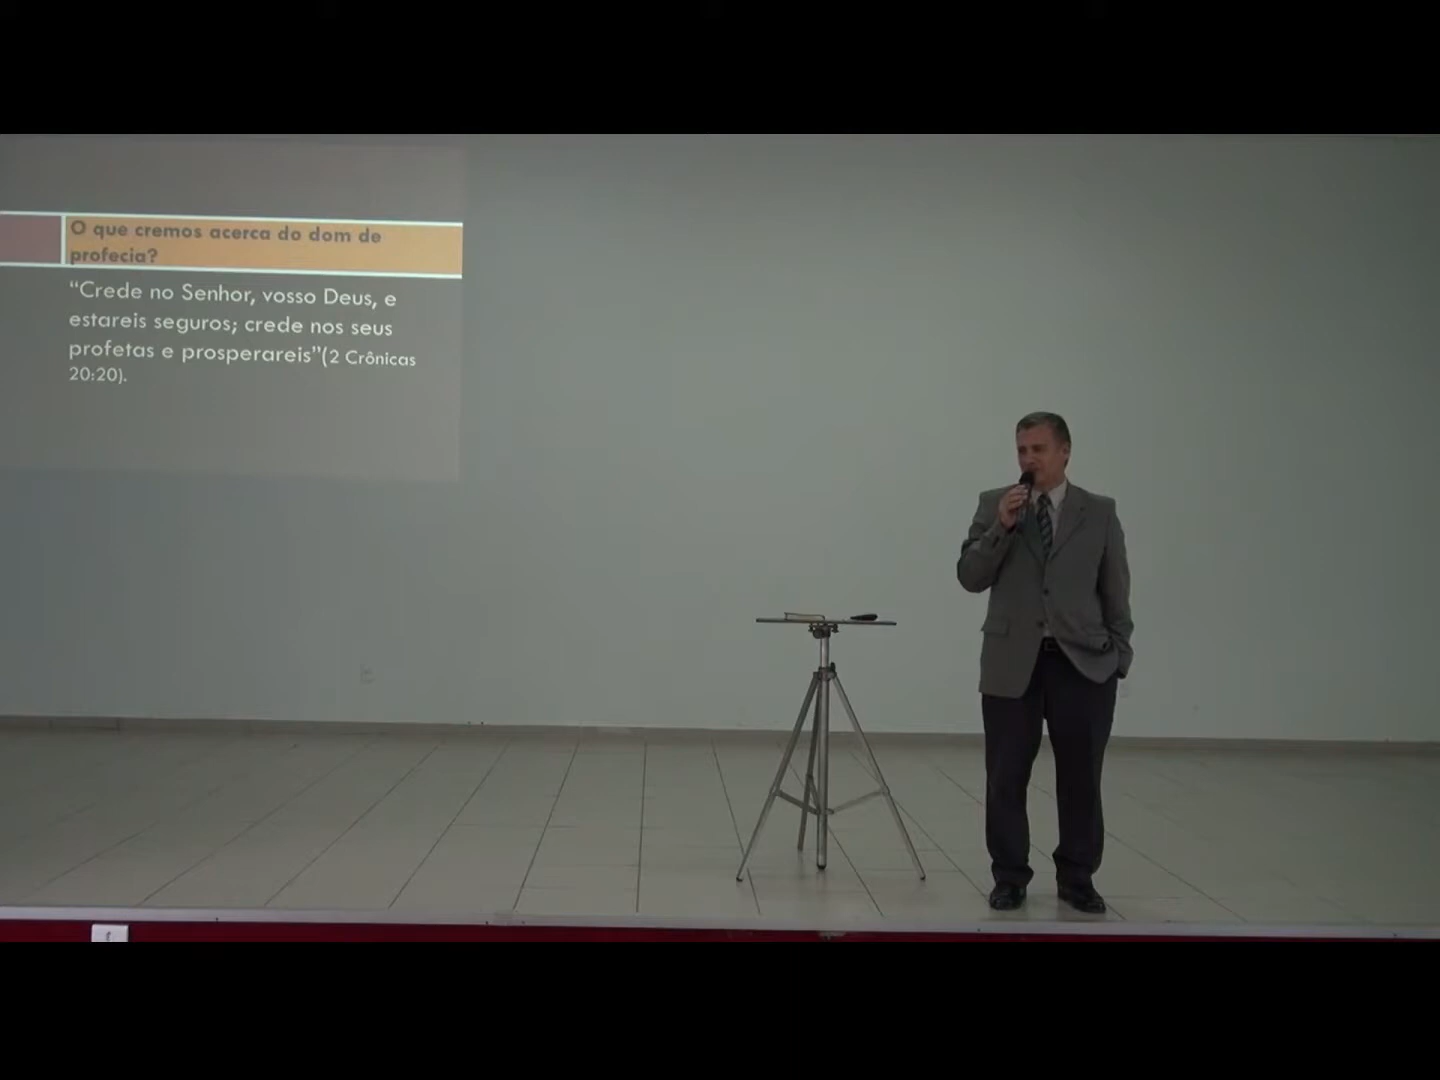 O que cremos acerca do dom de
profecia?
“Crede no Senhor, vosso Deus, e
estareis seguros; crede nos seus
profetas e prosperareis”(2 Crônicas
20:20).